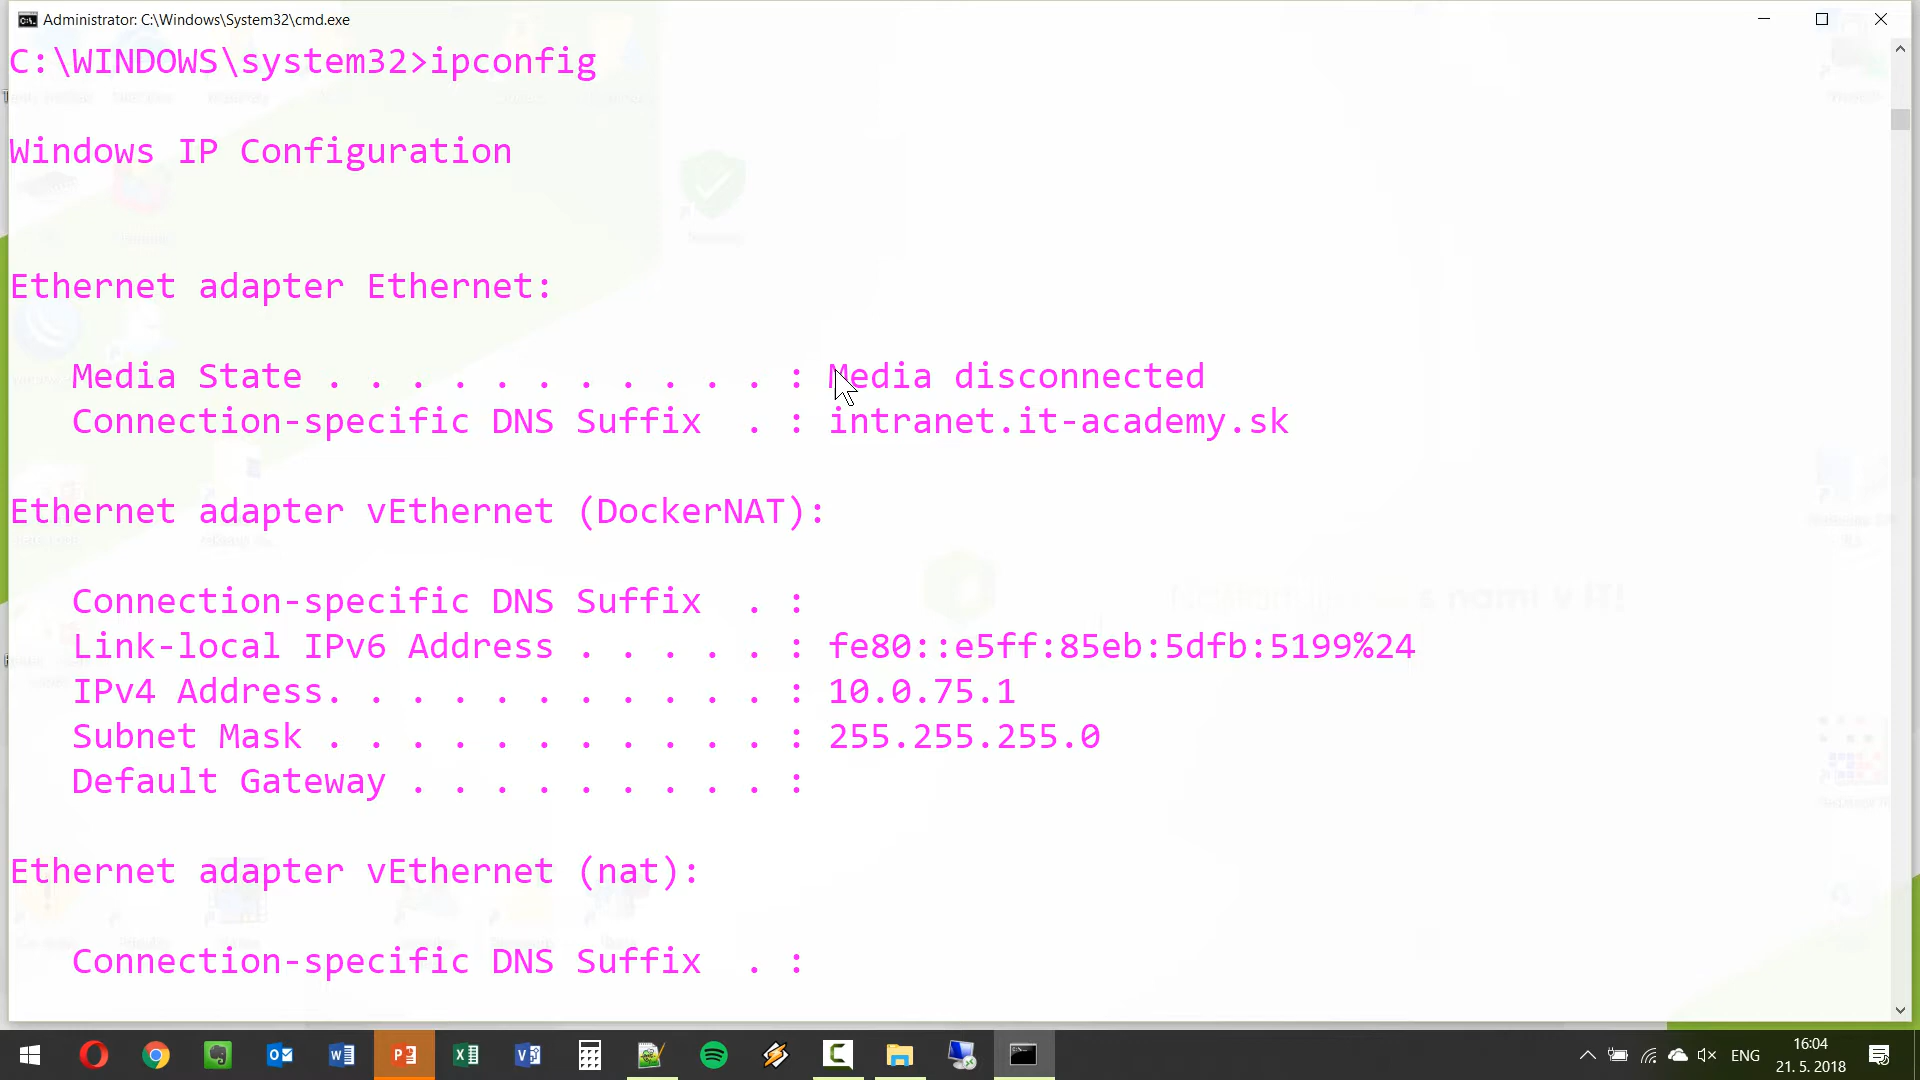 Administrator: C:\Windows\System32\cmd.exe
C:\WINDOWS\system32>ipconfig
Windows IP Configuration
Ethernet adapter Ethernet:
Media State . . . . . . . . . . . : Media disconnected
Connection-specific DNS Suffix  . : intranet.it-academy.sk
Ethernet adapter vEthernet (DockerNAT):
Connection-specific DNS Suffix  . :
Link-local IPv6 Address . . . . . : fe80::e5ff:85eb:5dfb:5199%24
IPv4 Address. . . . . . . . . . . : 10.0.75.1
Subnet Mask . . . . . . . . . . . : 255.255.255.0
Default Gateway . . . . . . . . . :
Ethernet adapter vEthernet (nat):
Connection-specific DNS Suffix  . :
s nami v IT!
ENG
16:04
21. 5. 2018